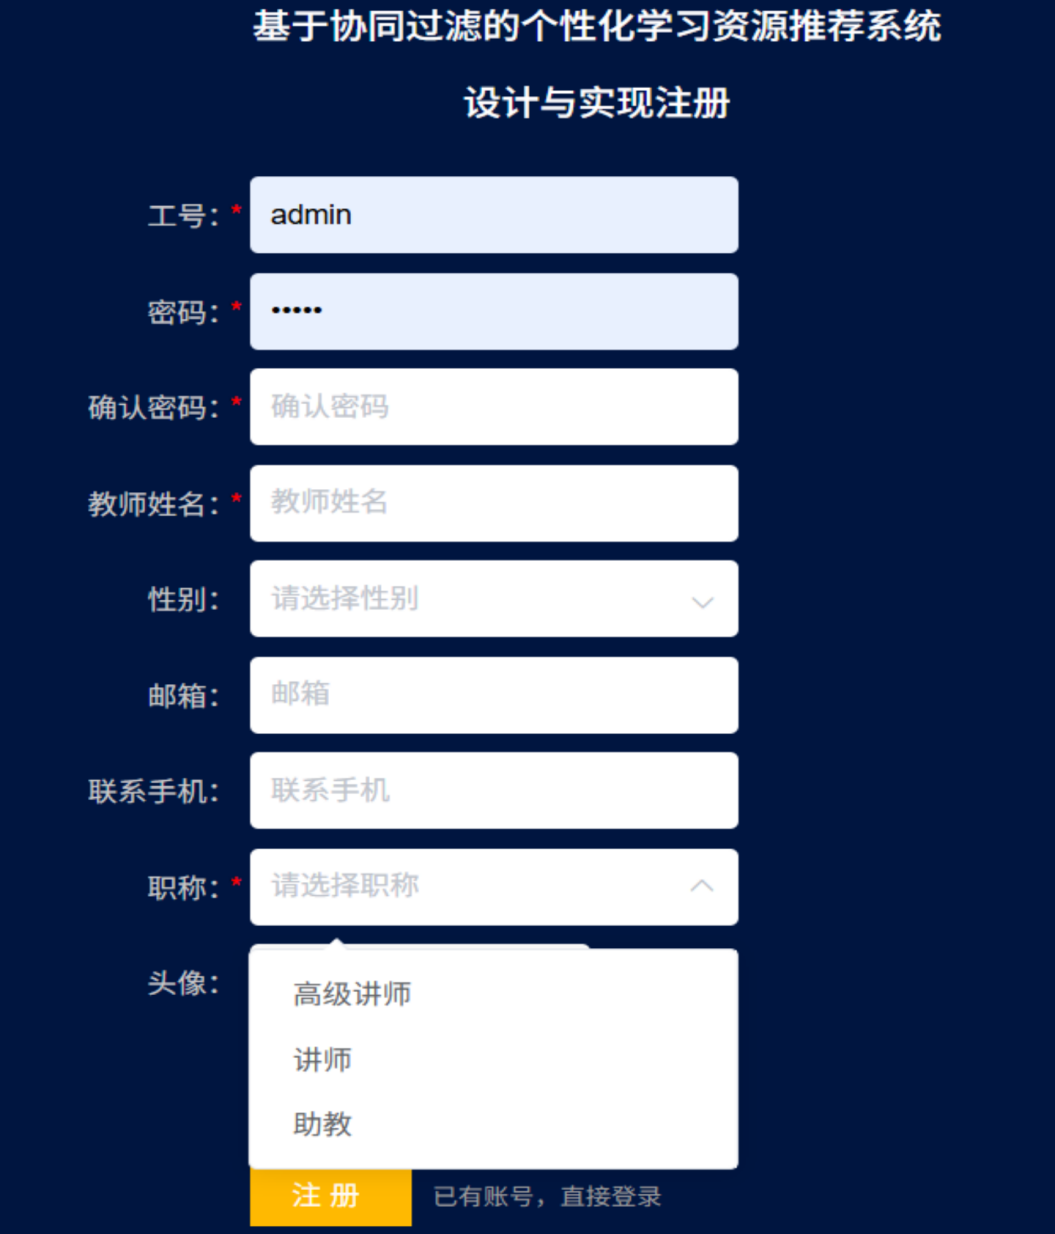 基于协同过滤的个性化学习资源推荐系统
设计与实现注册
工号：* admin
密码：* •••••
确认密码：* 确认密码
教师姓名：* 教师姓名
性别： 请选择性别
邮箱： 邮箱
联系手机： 联系手机
职称：* 请选择职称
头像：
高级讲师
讲师
助教
注 册 已有账号，直接登录